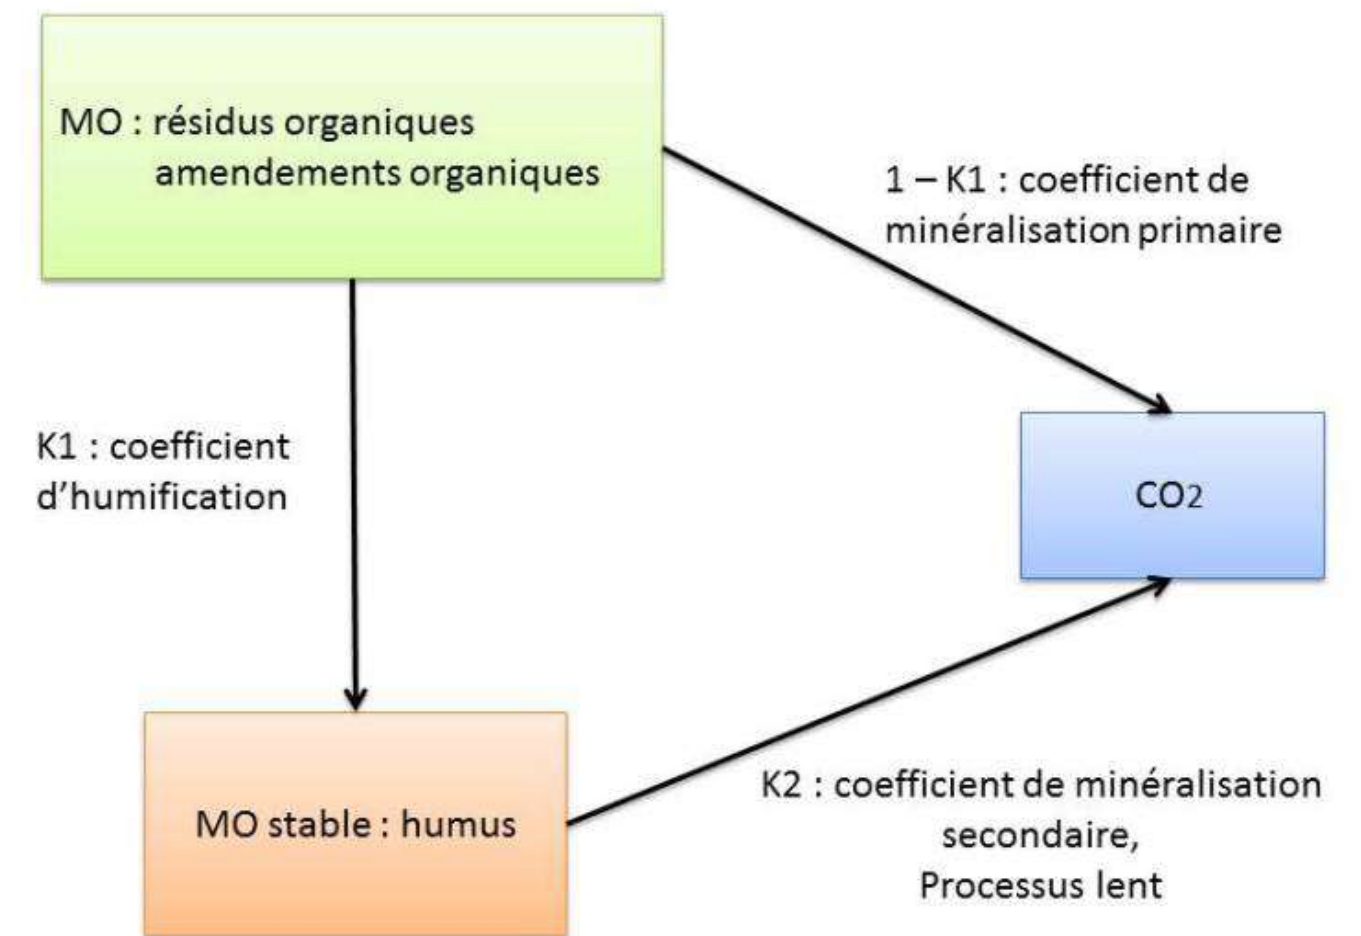 MO : résidus organiques
amendements organiques
1 – K1 : coefficient de
minéralisation primaire
K1 : coefficient
d’humification
CO2
MO stable : humus
K2 : coefficient de minéralisation
secondaire,
Processus lent